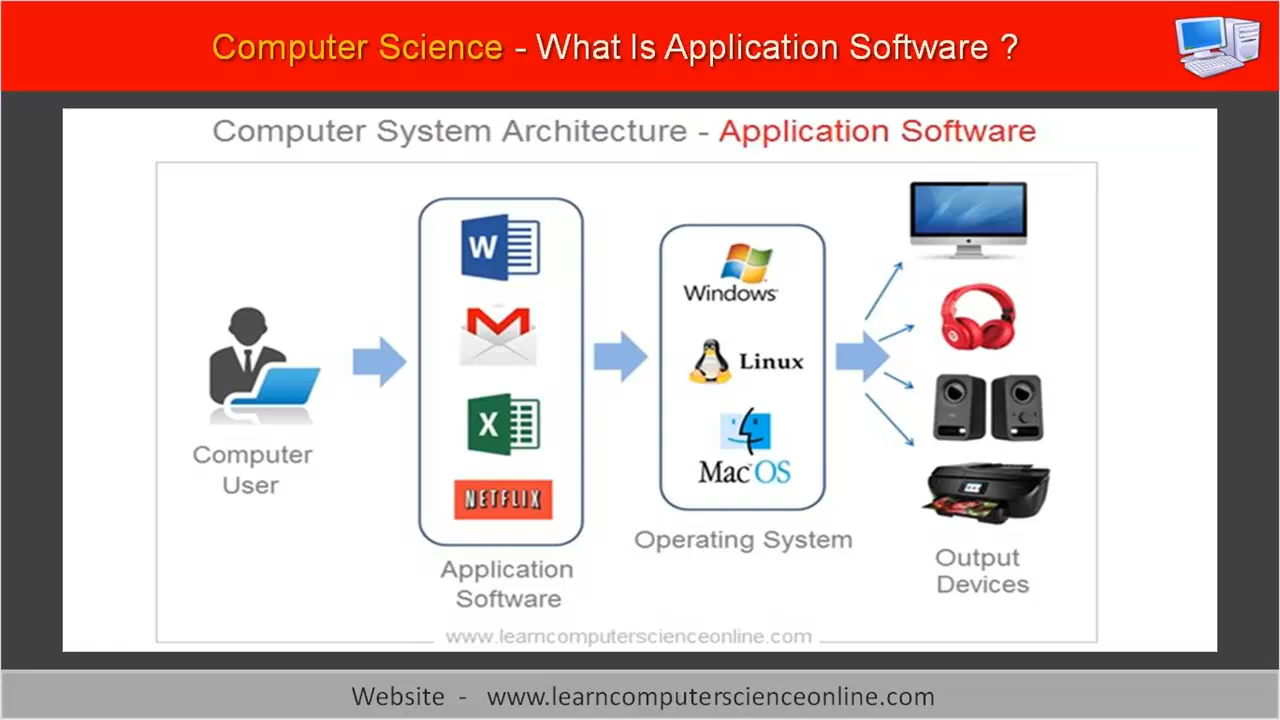 Computer Science - What Is Application Software ?
Computer System Architecture - Application Software
W
X
NETFLIX
Windows
Linux
Mac OS
Computer
User
Application
Software
Operating System
Output
Devices
www.learncomputerscienceonline.com
Website - www.learncomputerscienceonline.com